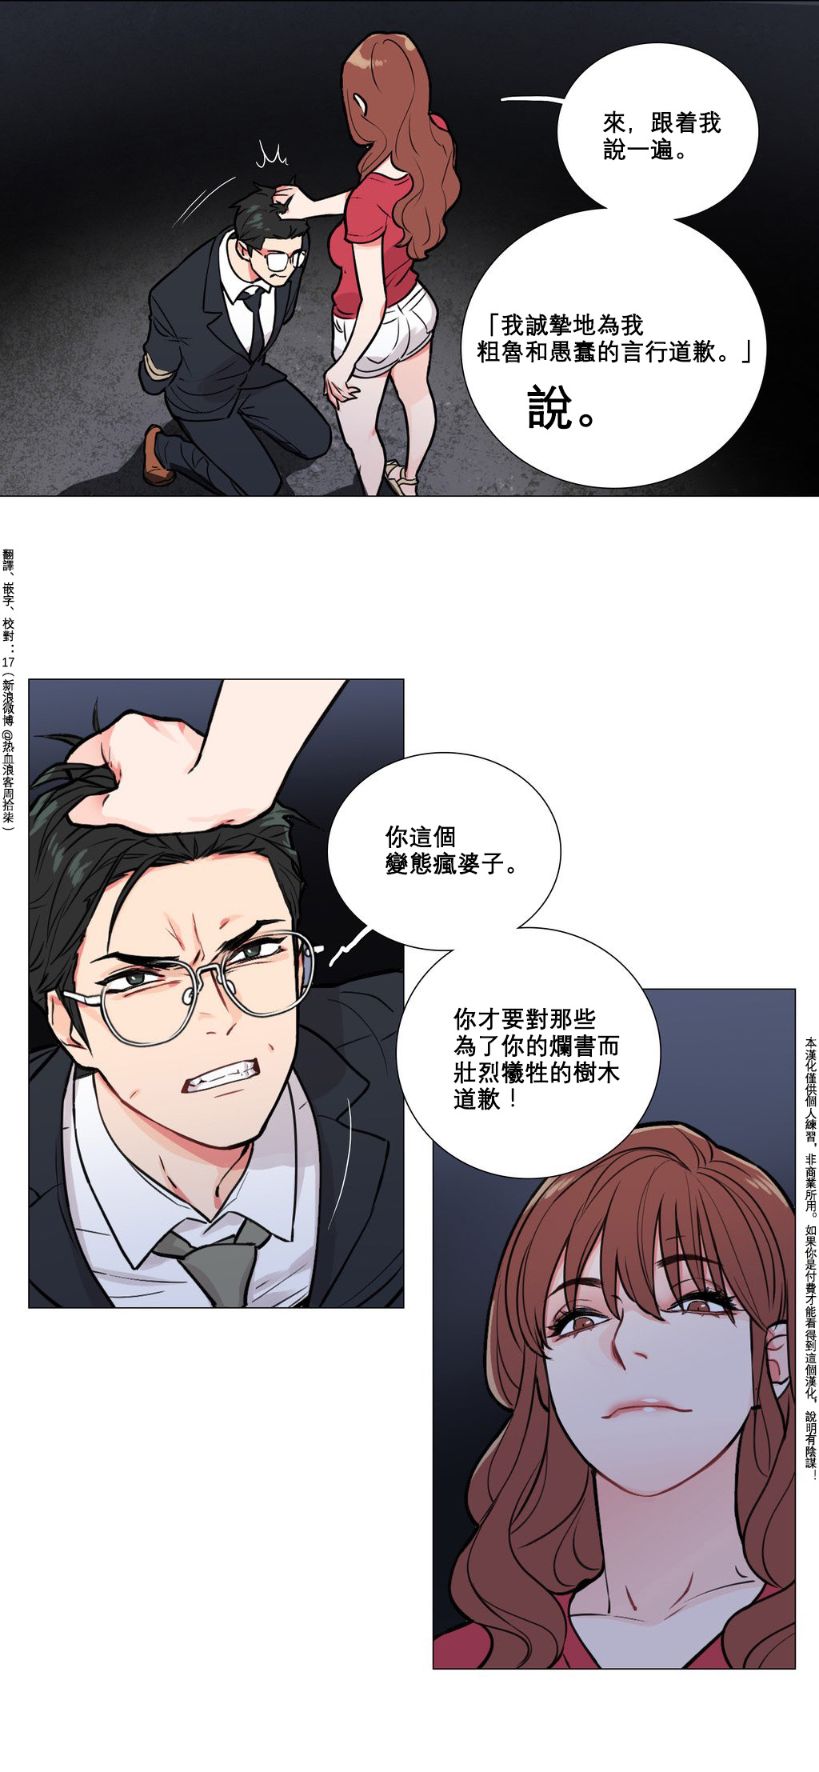 來，跟着我
說一遍。
「我誠摯地為我
粗魯和愚蠢的言行道歉。」
說。
翻譯、嵌字、校對：17（新浪微博@热血浪客周拾柒）
你這個
變態瘋婆子。
你才要對那些
為了你的爛書而
壯烈犧牲的樹木
道歉！
本漢化僅供個人練習，非商業所用。如果你是付費才能看得到這個漢化，說明有陰謀！